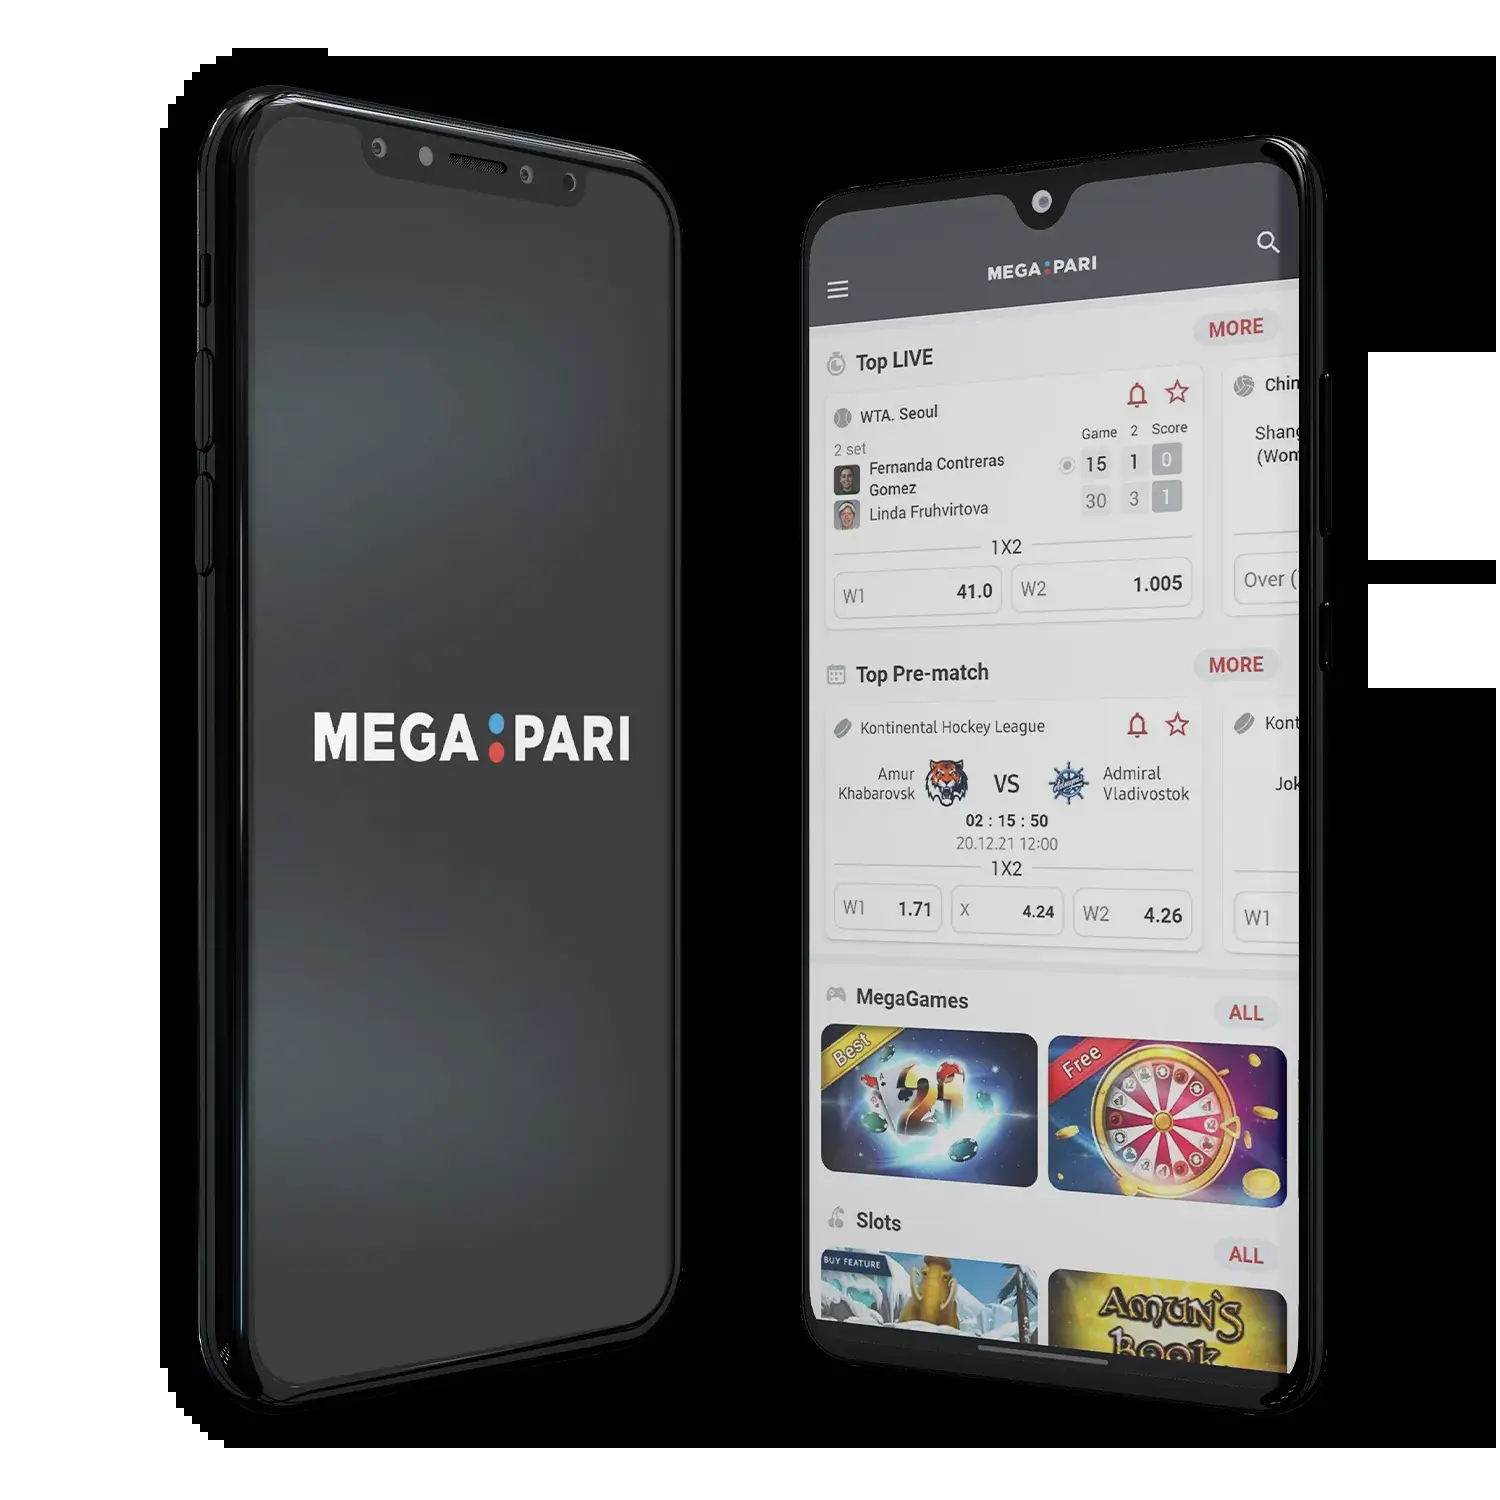 MEGA:PARI
MEGA:PARI
MORE
Top LIVE
WTA. Seoul
Chin
Game 2 Score
2 set
Fernanda Contreras
Gomez
15 1 0
Linda Fruhvirtova
30 3 1
Shang
(Wom
1X2
W1 41.0
W2 1.005
Over (
Top Pre-match
MORE
Kontinental Hockey League
Kont
Amur
Khabarovsk
VS
Admiral
Vladivostok
Jok
02 : 15 : 50
20.12.21 12:00
1X2
W1 1.71
X 4.24
W2 4.26
W1
MegaGames
ALL
Best
21
Free
Slots
ALL
BUY FEATURE
AMUN'S
BOOK